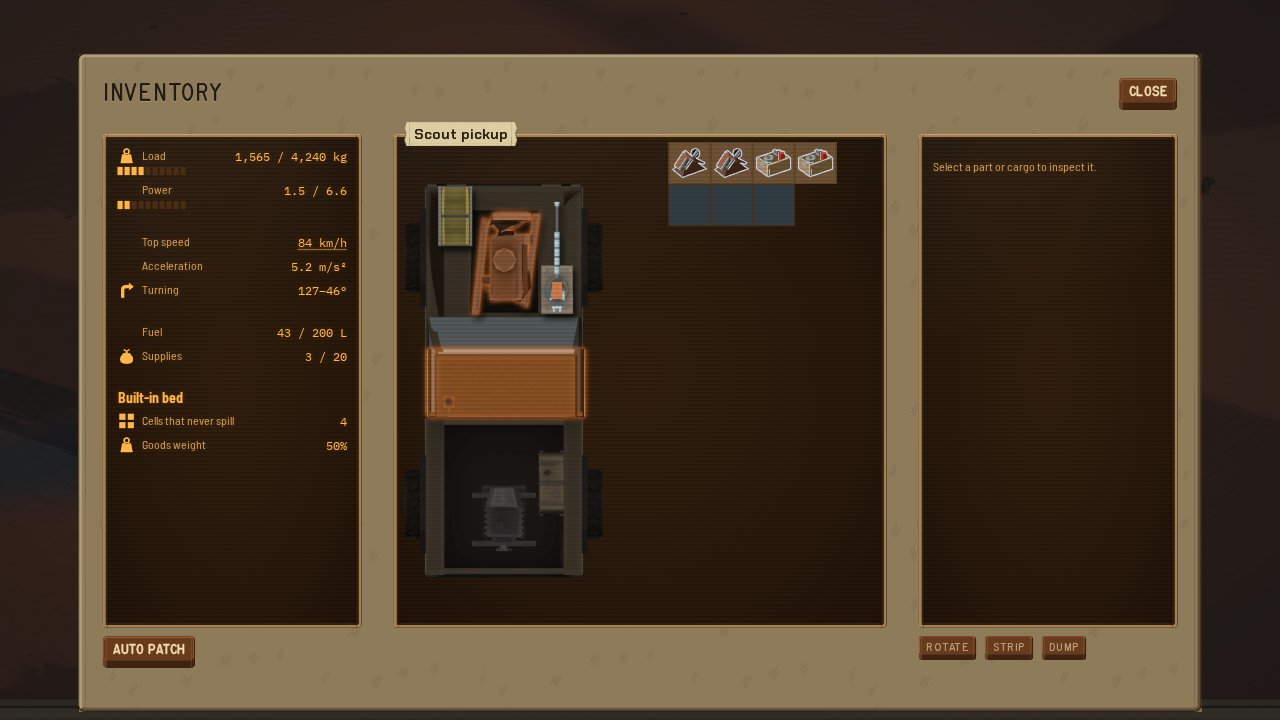 INVENTORY
CLOSE
Scout pickup
Load 1,565 / 4,240 kg
Power 1.5 / 6.6
Top speed 84 km/h
Acceleration 5.2 m/s²
Turning 127–46°
Fuel 43 / 200 L
Supplies 3 / 20
Built-in bed
Cells that never spill 4
Goods weight 50%
Select a part or cargo to inspect it.
AUTO PATCH
ROTATE
STRIP
DUMP